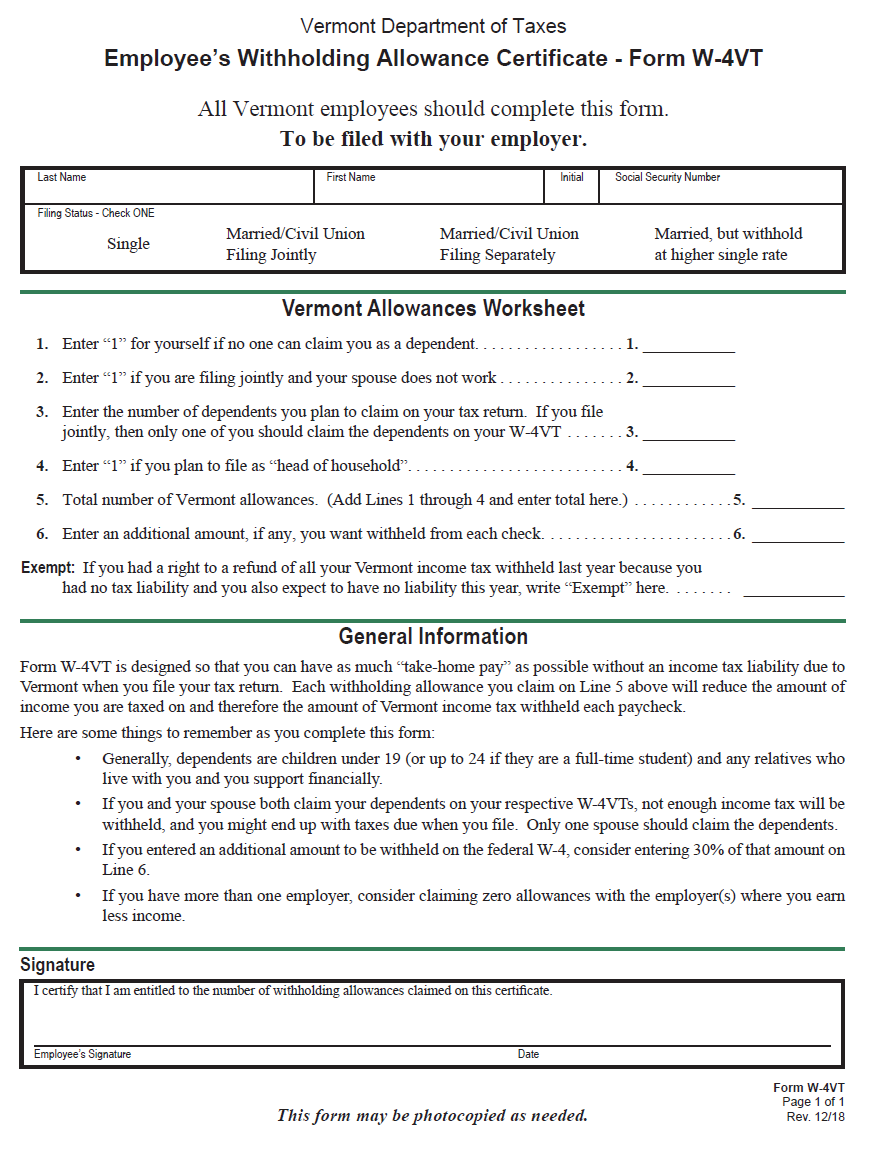 Vermont Department of Taxes
Employee's Withholding Allowance Certificate - Form W-4VT
All Vermont employees should complete this form.
To be filed with your employer.
Last Name First Name Initial Social Security Number
Filing Status - Check ONE
Single
Married/Civil Union
Filing Jointly
Married/Civil Union
Filing Separately
Married, but withhold
at higher single rate
Vermont Allowances Worksheet
1. Enter “1” for yourself if no one can claim you as a dependent. . . . . . . . . . . . . . . . . . 1. ___________
2. Enter “1” if you are filing jointly and your spouse does not work . . . . . . . . . . . . . . . 2. ___________
3. Enter the number of dependents you plan to claim on your tax return. If you file
jointly, then only one of you should claim the dependents on your W-4VT . . . . . . . 3. ___________
4. Enter “1” if you plan to file as “head of household”. . . . . . . . . . . . . . . . . . . . . . . . . . 4. ___________
5. Total number of Vermont allowances. (Add Lines 1 through 4 and enter total here.) . . . . . . . . . . . . 5. ___________
6. Enter an additional amount, if any, you want withheld from each check. . . . . . . . . . . . . . . . . . . . . . . 6. ___________
Exempt: If you had a right to a refund of all your Vermont income tax withheld last year because you
had no tax liability and you also expect to have no liability this year, write “Exempt” here. . . . . . . . ____________
General Information
Form W-4VT is designed so that you can have as much “take-home pay” as possible without an income tax liability due to
Vermont when you file your tax return. Each withholding allowance you claim on Line 5 above will reduce the amount of
income you are taxed on and therefore the amount of Vermont income tax withheld each paycheck.
Here are some things to remember as you complete this form:
• Generally, dependents are children under 19 (or up to 24 if they are a full-time student) and any relatives who
live with you and you support financially.
• If you and your spouse both claim your dependents on your respective W-4VTs, not enough income tax will be
withheld, and you might end up with taxes due when you file. Only one spouse should claim the dependents.
• If you entered an additional amount to be withheld on the federal W-4, consider entering 30% of that amount on
Line 6.
• If you have more than one employer, consider claiming zero allowances with the employer(s) where you earn
less income.
Signature
I certify that I am entitled to the number of withholding allowances claimed on this certificate.
Employee's Signature Date
Form W-4VT
Page 1 of 1
Rev. 12/18
This form may be photocopied as needed.